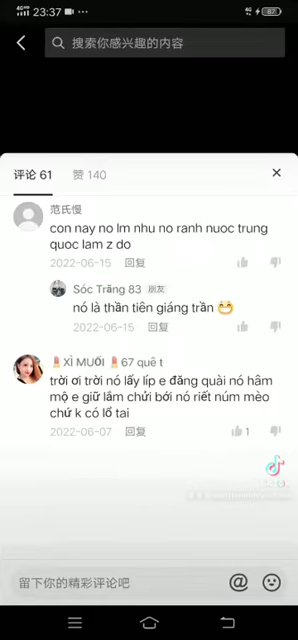 23:37
87
搜索你感兴趣的内容
评论 61
赞 140
范氏慢
con nay no lm nhu no ranh nuoc trung
quoc lam z do
2022-06-15 回复
Sóc Trăng 83 朋友
nó là thần tiên giáng trần 😁
2022-06-15 回复
💄XÌ MUỐI 💄67 quê t
trời ơi trời nó lấy líp e đăng quài nó hâm
mộ e giữ lắm chửi bới nó riết núm mèo
chứ k có lổ tai
2022-06-07 回复
1
留下你的精彩评论吧
@